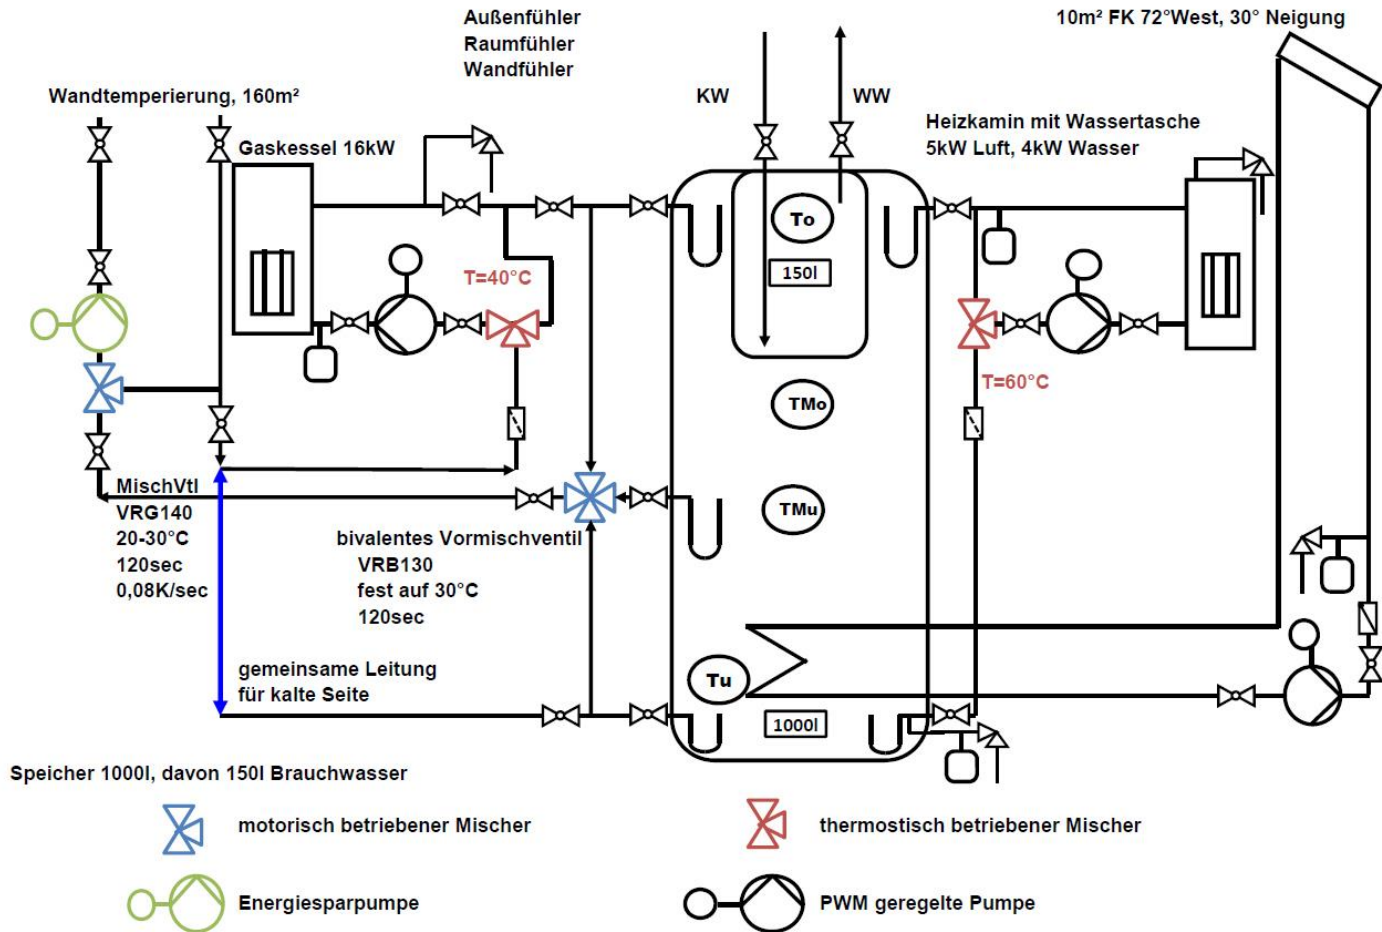 Außenfühler
Raumfühler
Wandfühler
10m² FK 72°West, 30° Neigung
Wandtemperierung, 160m²
KW
WW
Gaskessel 16kW
Heizkamin mit Wassertasche
5kW Luft, 4kW Wasser
To
150l
T=40°C
T=60°C
TMo
TMu
MischVtl
VRG140
20-30°C
120sec
0,08K/sec
bivalentes Vormischventil
VRB130
fest auf 30°C
120sec
gemeinsame Leitung
für kalte Seite
Tu
1000l
Speicher 1000l, davon 150l Brauchwasser
motorisch betriebener Mischer
thermostisch betriebener Mischer
Energiesparpumpe
PWM geregelte Pumpe